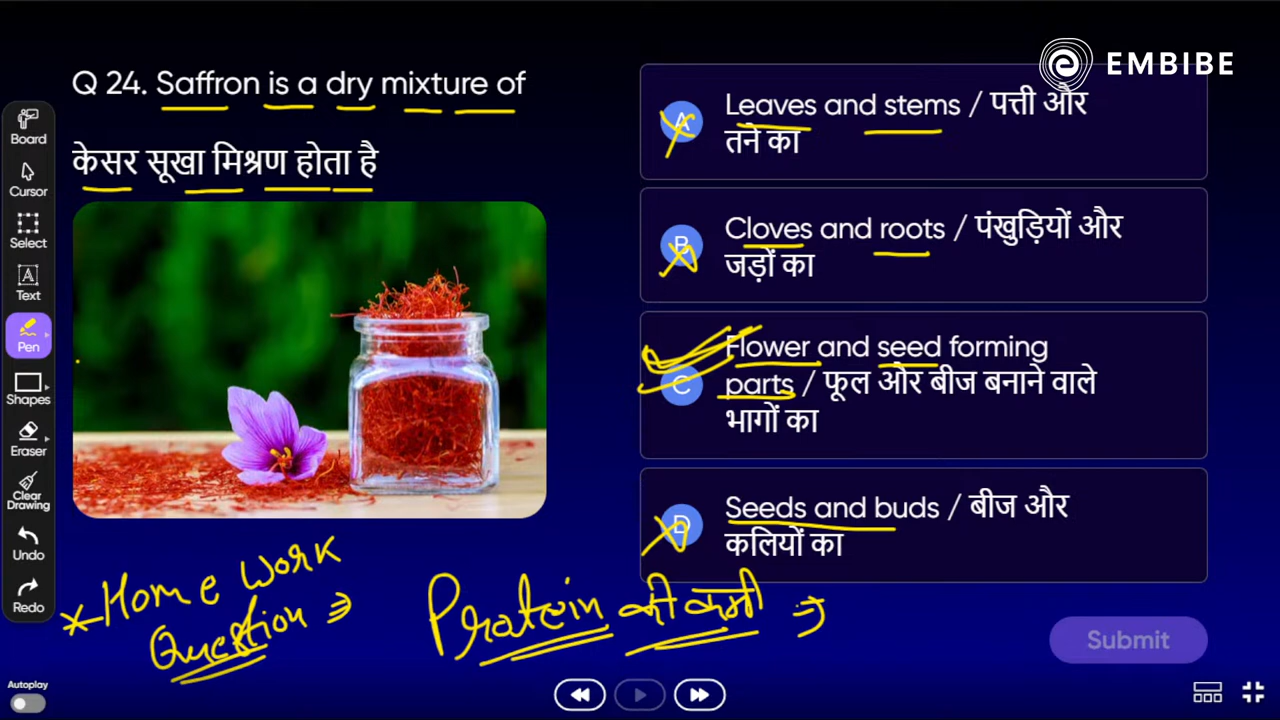 EMBIBE
Q 24. Saffron is a dry mixture of
केसर सूखा मिश्रण होता है
A
Leaves and stems / पत्ती और
तने का
B
Cloves and roots / पंखुड़ियों और
जड़ों का
C
Flower and seed forming
parts / फूल और बीज बनाने वाले
भागों का
D
Seeds and buds / बीज और
कलियों का
* Home work
Question ⇒
Protein की कमी ⇒
Submit
Board
Cursor
Select
Text
Pen
Shapes
Eraser
Clear
Drawing
Undo
Redo
Autoplay